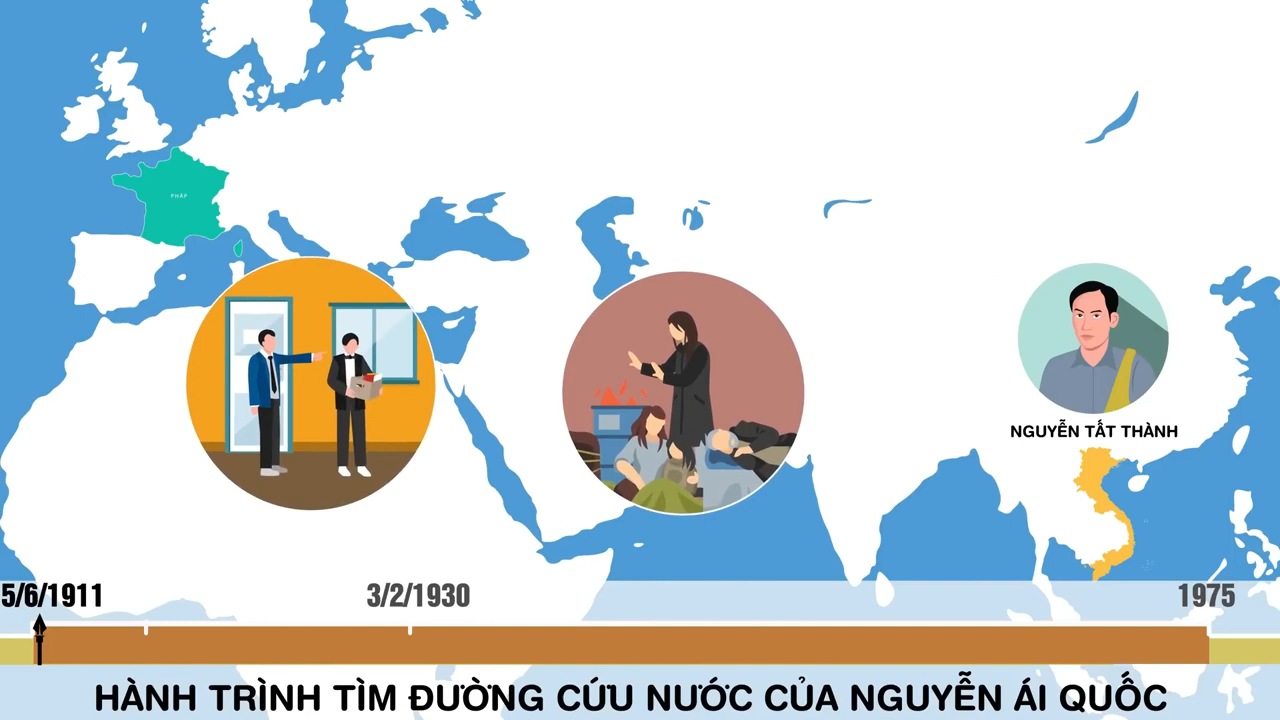 PHÁP
NGUYỄN TẤT THÀNH
5/6/1911
3/2/1930
1975
HÀNH TRÌNH TÌM ĐƯỜNG CỨU NƯỚC CỦA NGUYỄN ÁI QUỐC